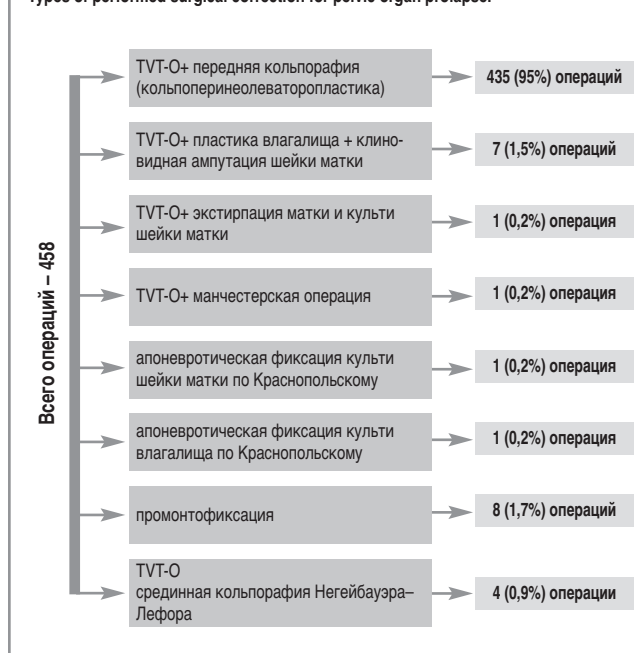 Types of performed surgical correction for pelvic organ prolapse.
Всего операций – 458
TVT-O+ передняя кольпорафия
(кольпоперинеолеваторопластика)
435 (95%) операций
TVT-O+ пластика влагалища + клино-
видная ампутация шейки матки
7 (1,5%) операций
TVT-O+ экстирпация матки и культи
шейки матки
1 (0,2%) операция
TVT-O+ манчестерская операция
1 (0,2%) операция
апоневротическая фиксация культи
шейки матки по Краснопольскому
1 (0,2%) операция
апоневротическая фиксация культи
влагалища по Краснопольскому
1 (0,2%) операция
промонтофиксация
8 (1,7%) операций
TVT-O
срединная кольпорафия Негейбауэра–
Лефора
4 (0,9%) операции